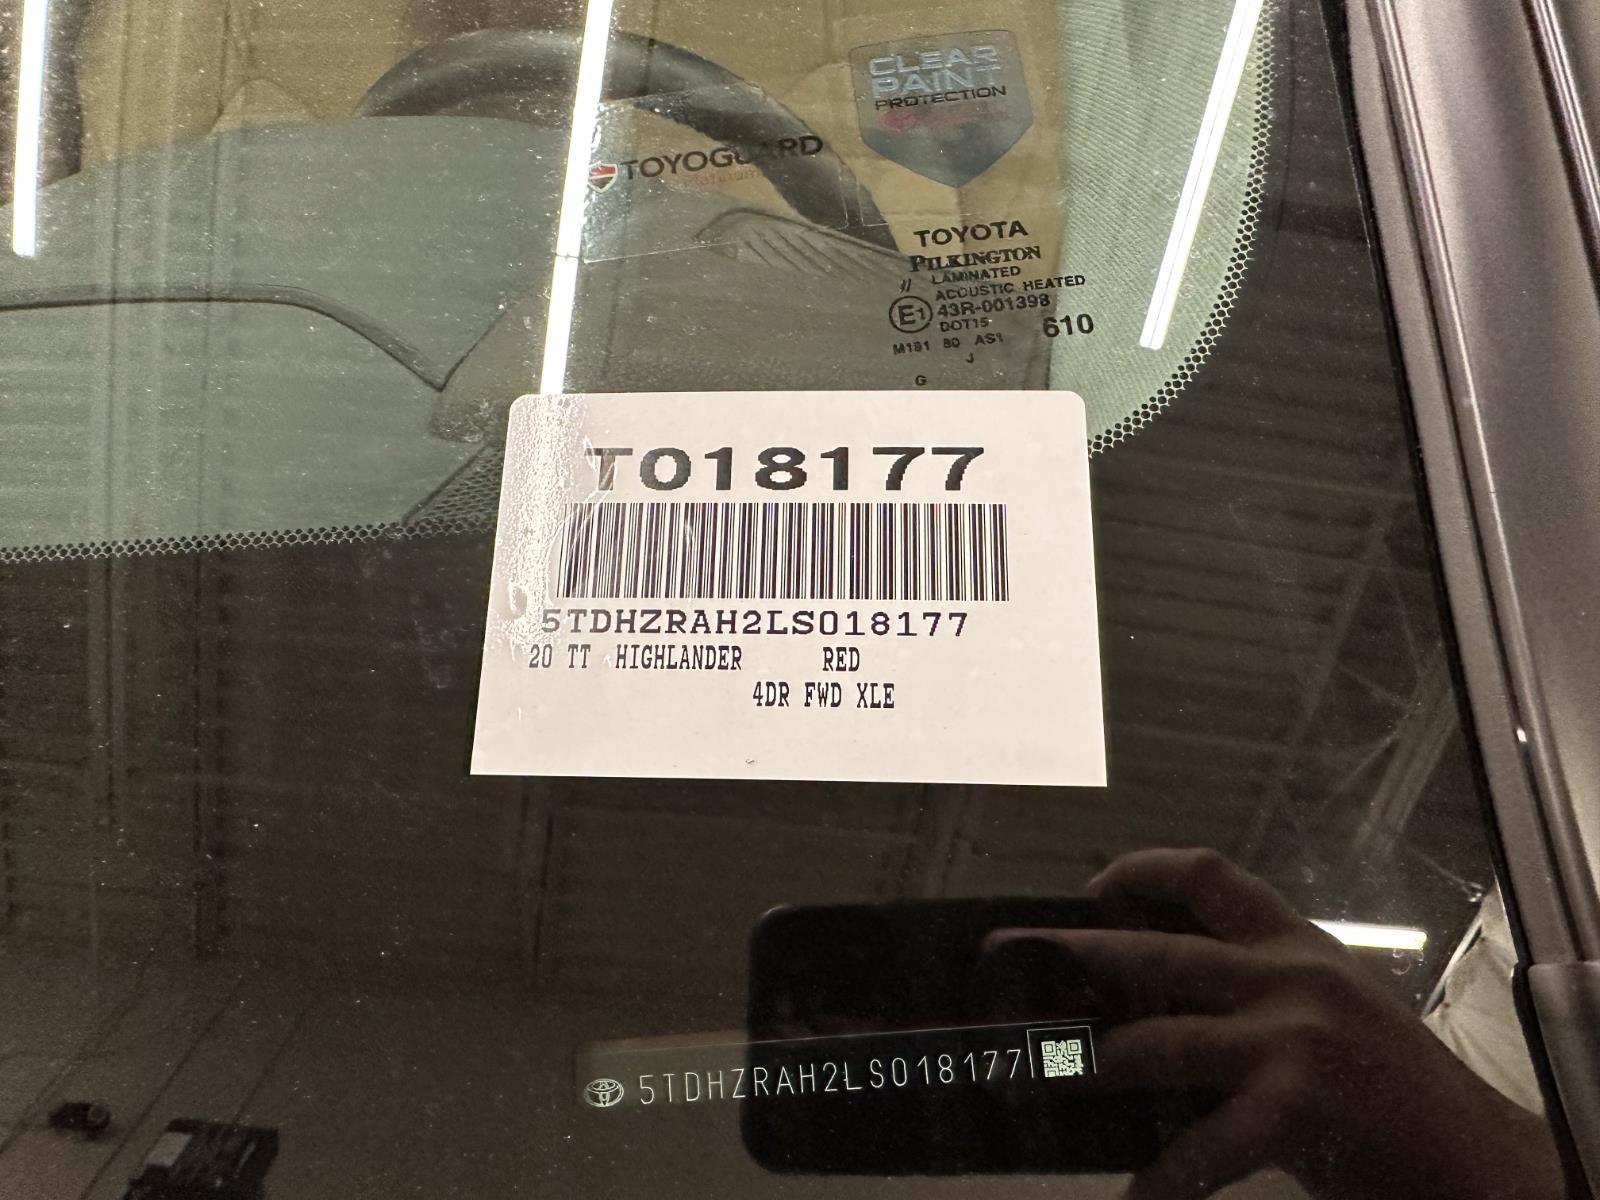 CLEAR
PAINT
PROTECTION
TOYOGUARD
Platinum
TOYOTA
PILKINGTON
LAMINATED
ACOUSTIC HEATED
E1 43R-001398
DOT15
610
M181 80 AS1
J
G
T018177
5TDHZRAH2LS018177
20 TT HIGHLANDER RED
4DR FWD XLE
5TDHZRAH2LS018177